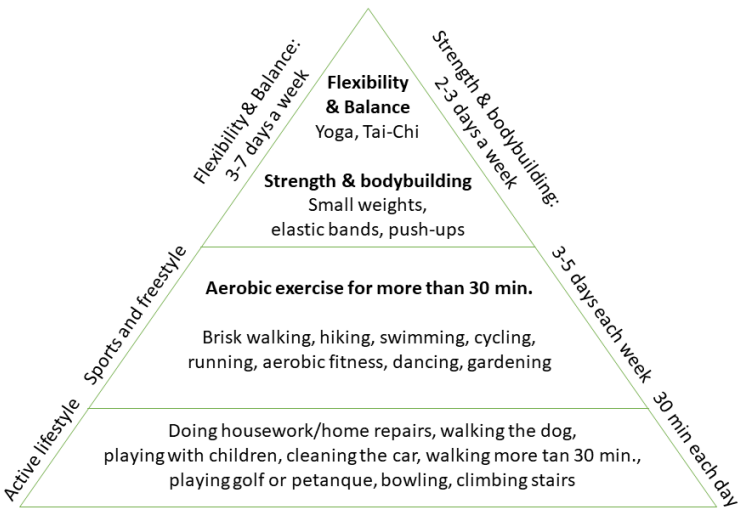 Flexibility & Balance:
3-7 days a week
Strength & bodybuilding:
2-3 days a week
Flexibility
& Balance
Yoga, Tai-Chi
Strength & bodybuilding
Small weights,
elastic bands, push-ups
Sports and freestyle
Aerobic exercise for more than 30 min.
Brisk walking, hiking, swimming, cycling,
running, aerobic fitness, dancing, gardening
3-5 days each week
Active lifestyle
Doing housework/home repairs, walking the dog,
playing with children, cleaning the car, walking more tan 30 min.,
playing golf or petanque, bowling, climbing stairs
30 min each day